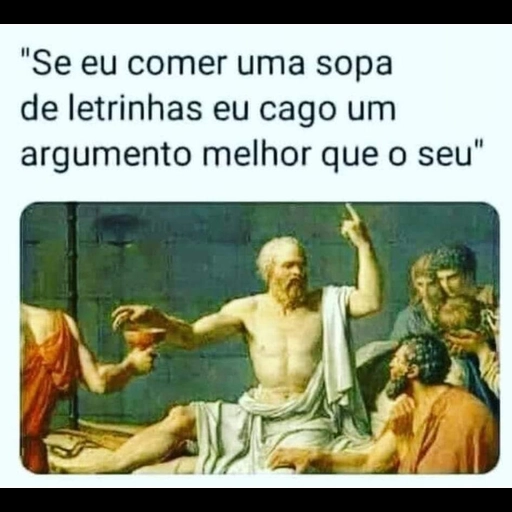 "Se eu comer uma sopa
de letrinhas eu cago um
argumento melhor que o seu"